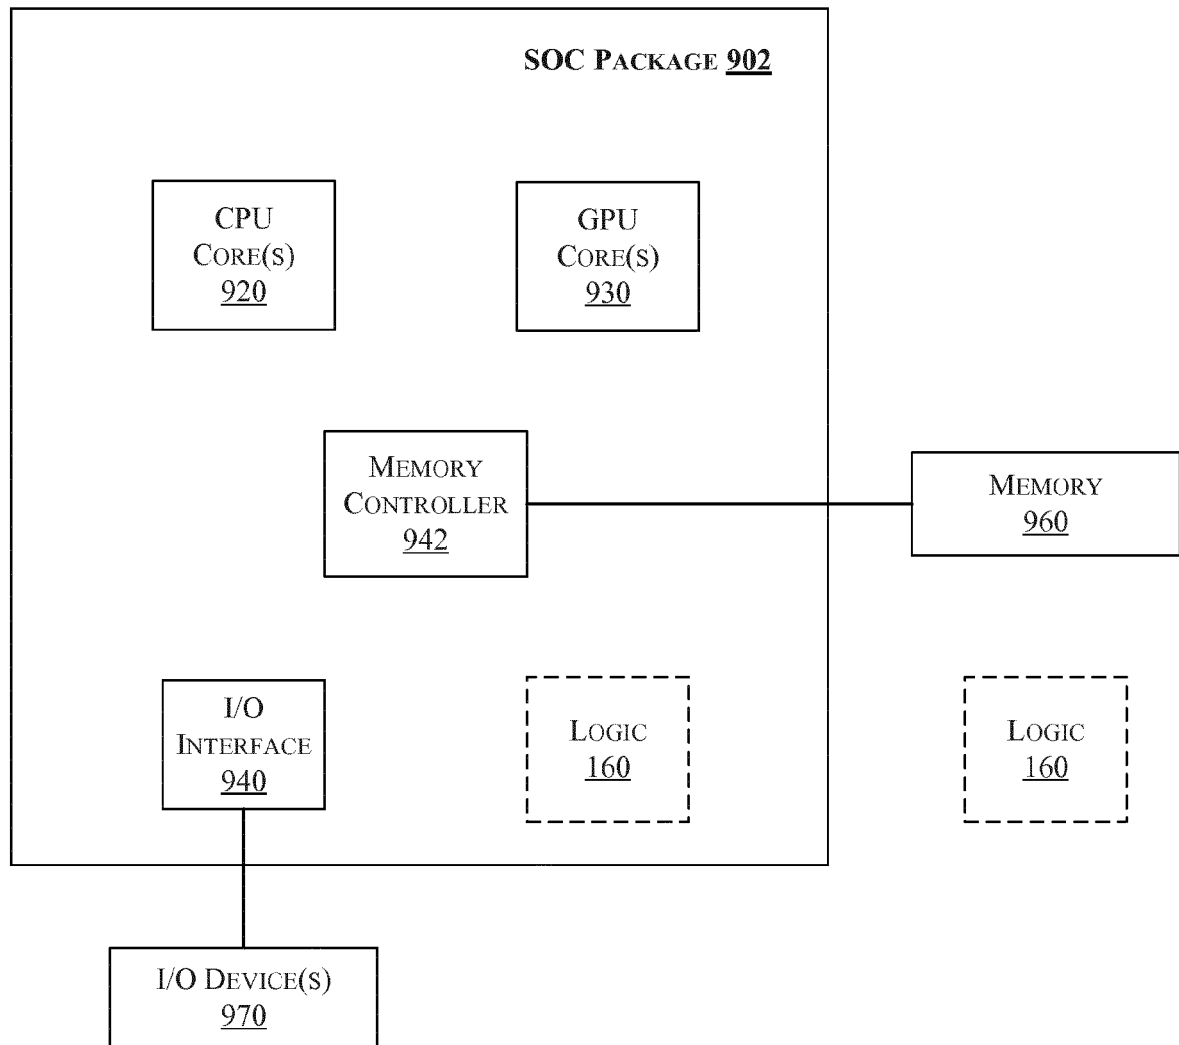 SOC PACKAGE 902
CPU
CORE(S)
920
GPU
CORE(S)
930
MEMORY
CONTROLLER
942
MEMORY
960
I/O
INTERFACE
940
LOGIC
160
LOGIC
160
I/O DEVICE(S)
970